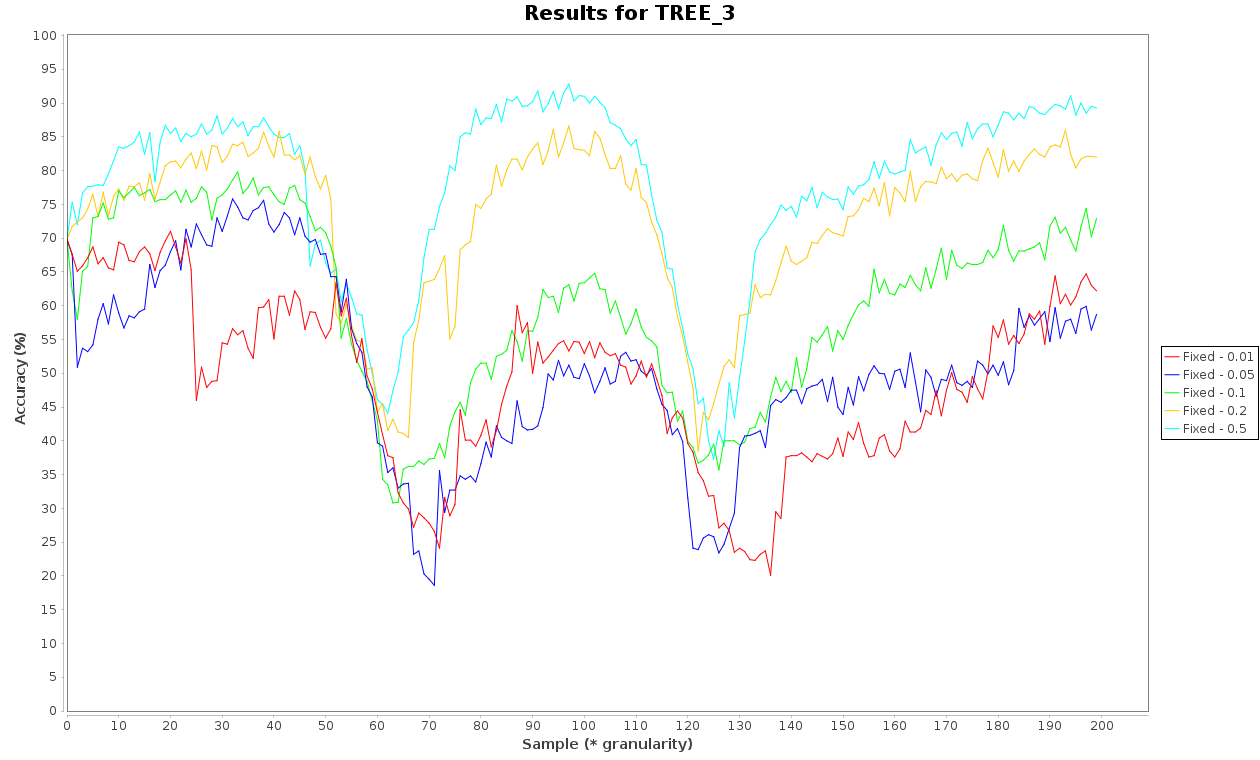 Results for TREE_3
Accuracy (%)
100
95
90
85
80
75
70
65
60
55
50
45
40
35
30
25
20
15
10
5
0
0 10 20 30 40 50 60 70 80 90 100 110 120 130 140 150 160 170 180 190 200
Sample (* granularity)
Fixed - 0.01
Fixed - 0.05
Fixed - 0.1
Fixed - 0.2
Fixed - 0.5